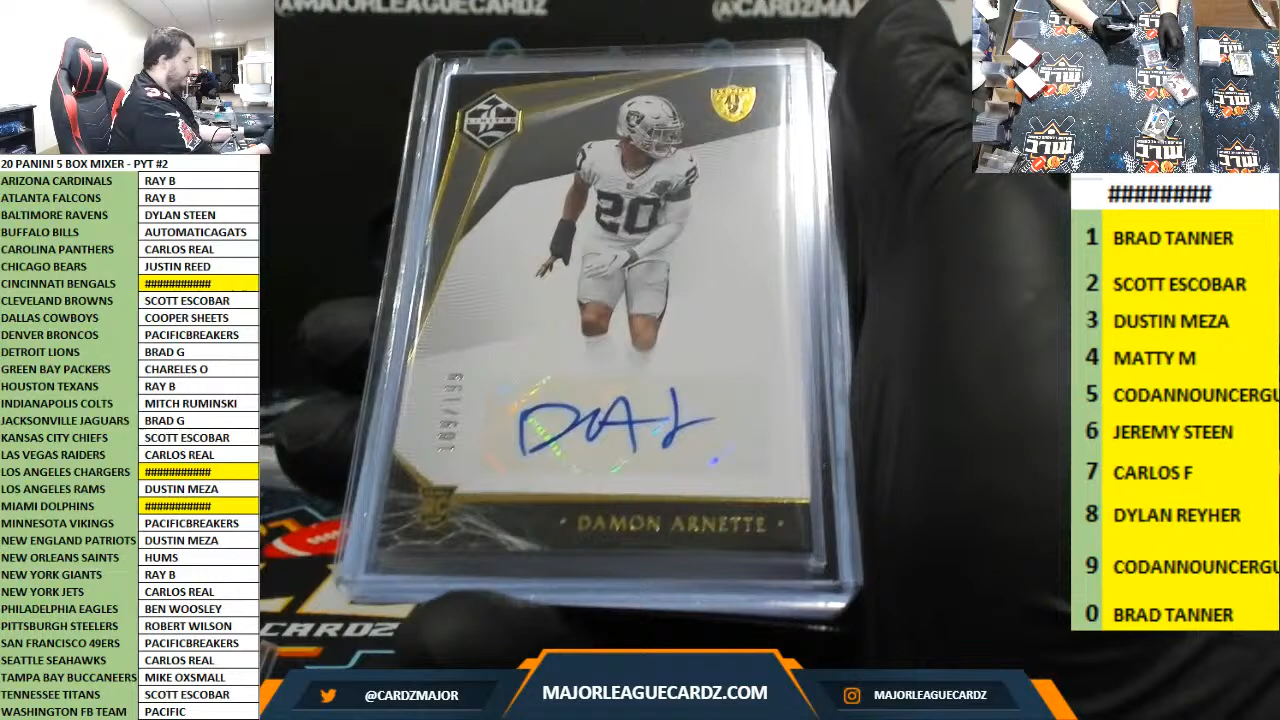 @MAJORLEAGUECARDZ
@CARDZMAJ
20 PANINI 5 BOX MIXER - PYT #2
ARIZONA CARDINALS RAY B
ATLANTA FALCONS RAY B
BALTIMORE RAVENS DYLAN STEEN
BUFFALO BILLS AUTOMATICAGATS
CAROLINA PANTHERS CARLOS REAL
CHICAGO BEARS JUSTIN REED
CINCINNATI BENGALS ###########
CLEVELAND BROWNS SCOTT ESCOBAR
DALLAS COWBOYS COOPER SHEETS
DENVER BRONCOS PACIFICBREAKERS
DETROIT LIONS BRAD G
GREEN BAY PACKERS CHARELES O
HOUSTON TEXANS RAY B
INDIANAPOLIS COLTS MITCH RUMINSKI
JACKSONVILLE JAGUARS BRAD G
KANSAS CITY CHIEFS SCOTT ESCOBAR
LAS VEGAS RAIDERS CARLOS REAL
LOS ANGELES CHARGERS ###########
LOS ANGELES RAMS DUSTIN MEZA
MIAMI DOLPHINS ###########
MINNESOTA VIKINGS PACIFICBREAKERS
NEW ENGLAND PATRIOTS DUSTIN MEZA
NEW ORLEANS SAINTS HUMS
NEW YORK GIANTS RAY B
NEW YORK JETS CARLOS REAL
PHILADELPHIA EAGLES BEN WOOSLEY
PITTSBURGH STEELERS ROBERT WILSON
SAN FRANCISCO 49ERS PACIFICBREAKERS
SEATTLE SEAHAWKS CARLOS REAL
TAMPA BAY BUCCANEERS MIKE OXSMALL
TENNESSEE TITANS SCOTT ESCOBAR
WASHINGTON FB TEAM PACIFIC
LIMITED
20
RC
· DAMON ARNETTE ·
CARDZ
########
1 BRAD TANNER
2 SCOTT ESCOBAR
3 DUSTIN MEZA
4 MATTY M
5 CODANNOUNCERGU
6 JEREMY STEEN
7 CARLOS F
8 DYLAN REYHER
9 CODANNOUNCERGU
0 BRAD TANNER
@CARDZMAJOR
MAJORLEAGUECARDZ.COM
MAJORLEAGUECARDZ